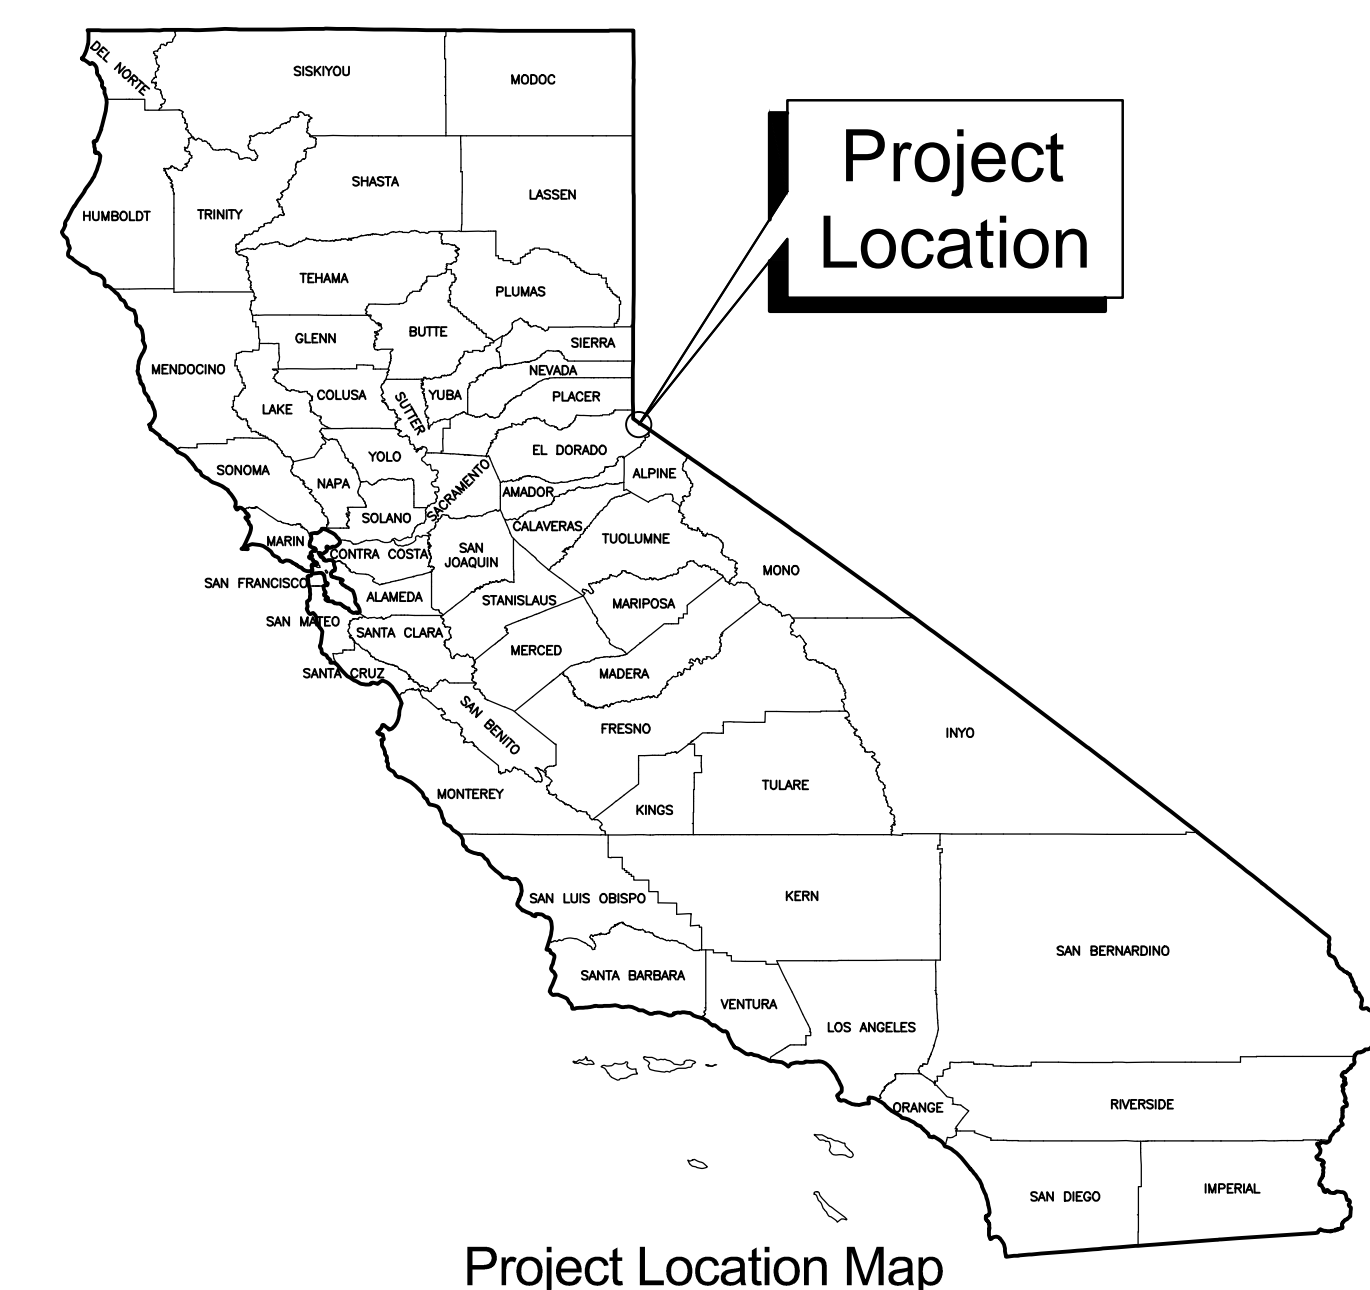 DEL NORTE
SISKIYOU
MODOC
Project
Location
SHASTA
LASSEN
HUMBOLDT
TRINITY
TEHAMA
PLUMAS
BUTTE
GLENN
SIERRA
MENDOCINO
NEVADA
COLUSA
YUBA
PLACER
LAKE
SUTTER
EL DORADO
YOLO
SONOMA
ALPINE
NAPA
SACRAMENTO
AMADOR
SOLANO
CALAVERAS
TUOLUMNE
MARIN
CONTRA COSTA
SAN
JOAQUIN
MONO
SAN FRANCISCO
ALAMEDA
STANISLAUS
MARIPOSA
SAN MATEO
SANTA CLARA
MERCED
SANTA CRUZ
MADERA
SAN BENITO
FRESNO
INYO
MONTEREY
TULARE
KINGS
SAN LUIS OBISPO
KERN
SAN BERNARDINO
SANTA BARBARA
VENTURA
LOS ANGELES
ORANGE
RIVERSIDE
SAN DIEGO
IMPERIAL
Project Location Map